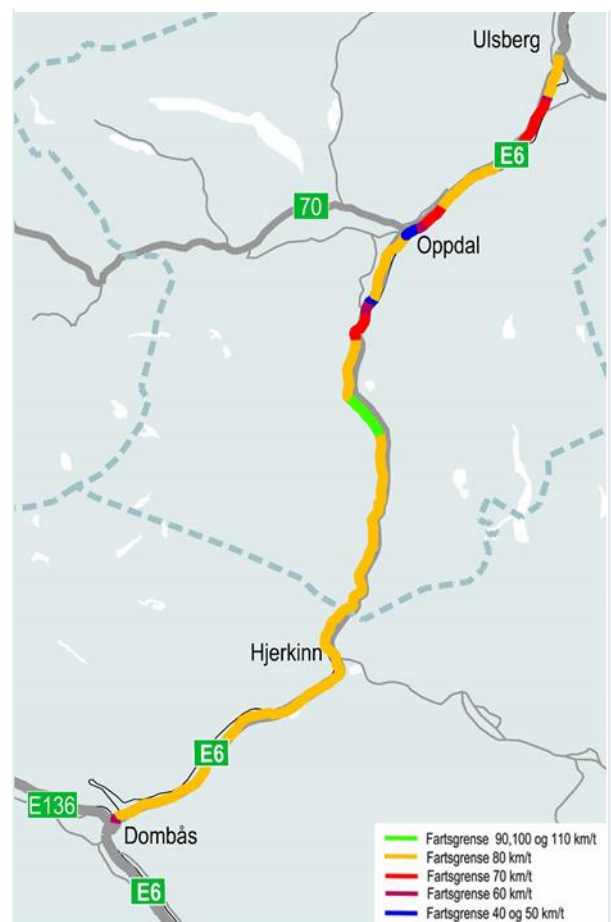 Ulsberg
E6
70
Oppdal
Hjerkinn
E6
E136
Dombås
E6
Fartsgrense 90,100 og 110 km/t
Fartsgrense 80 km/t
Fartsgrense 70 km/t
Fartsgrense 60 km/t
Fartsgrense 40 og 50 km/t